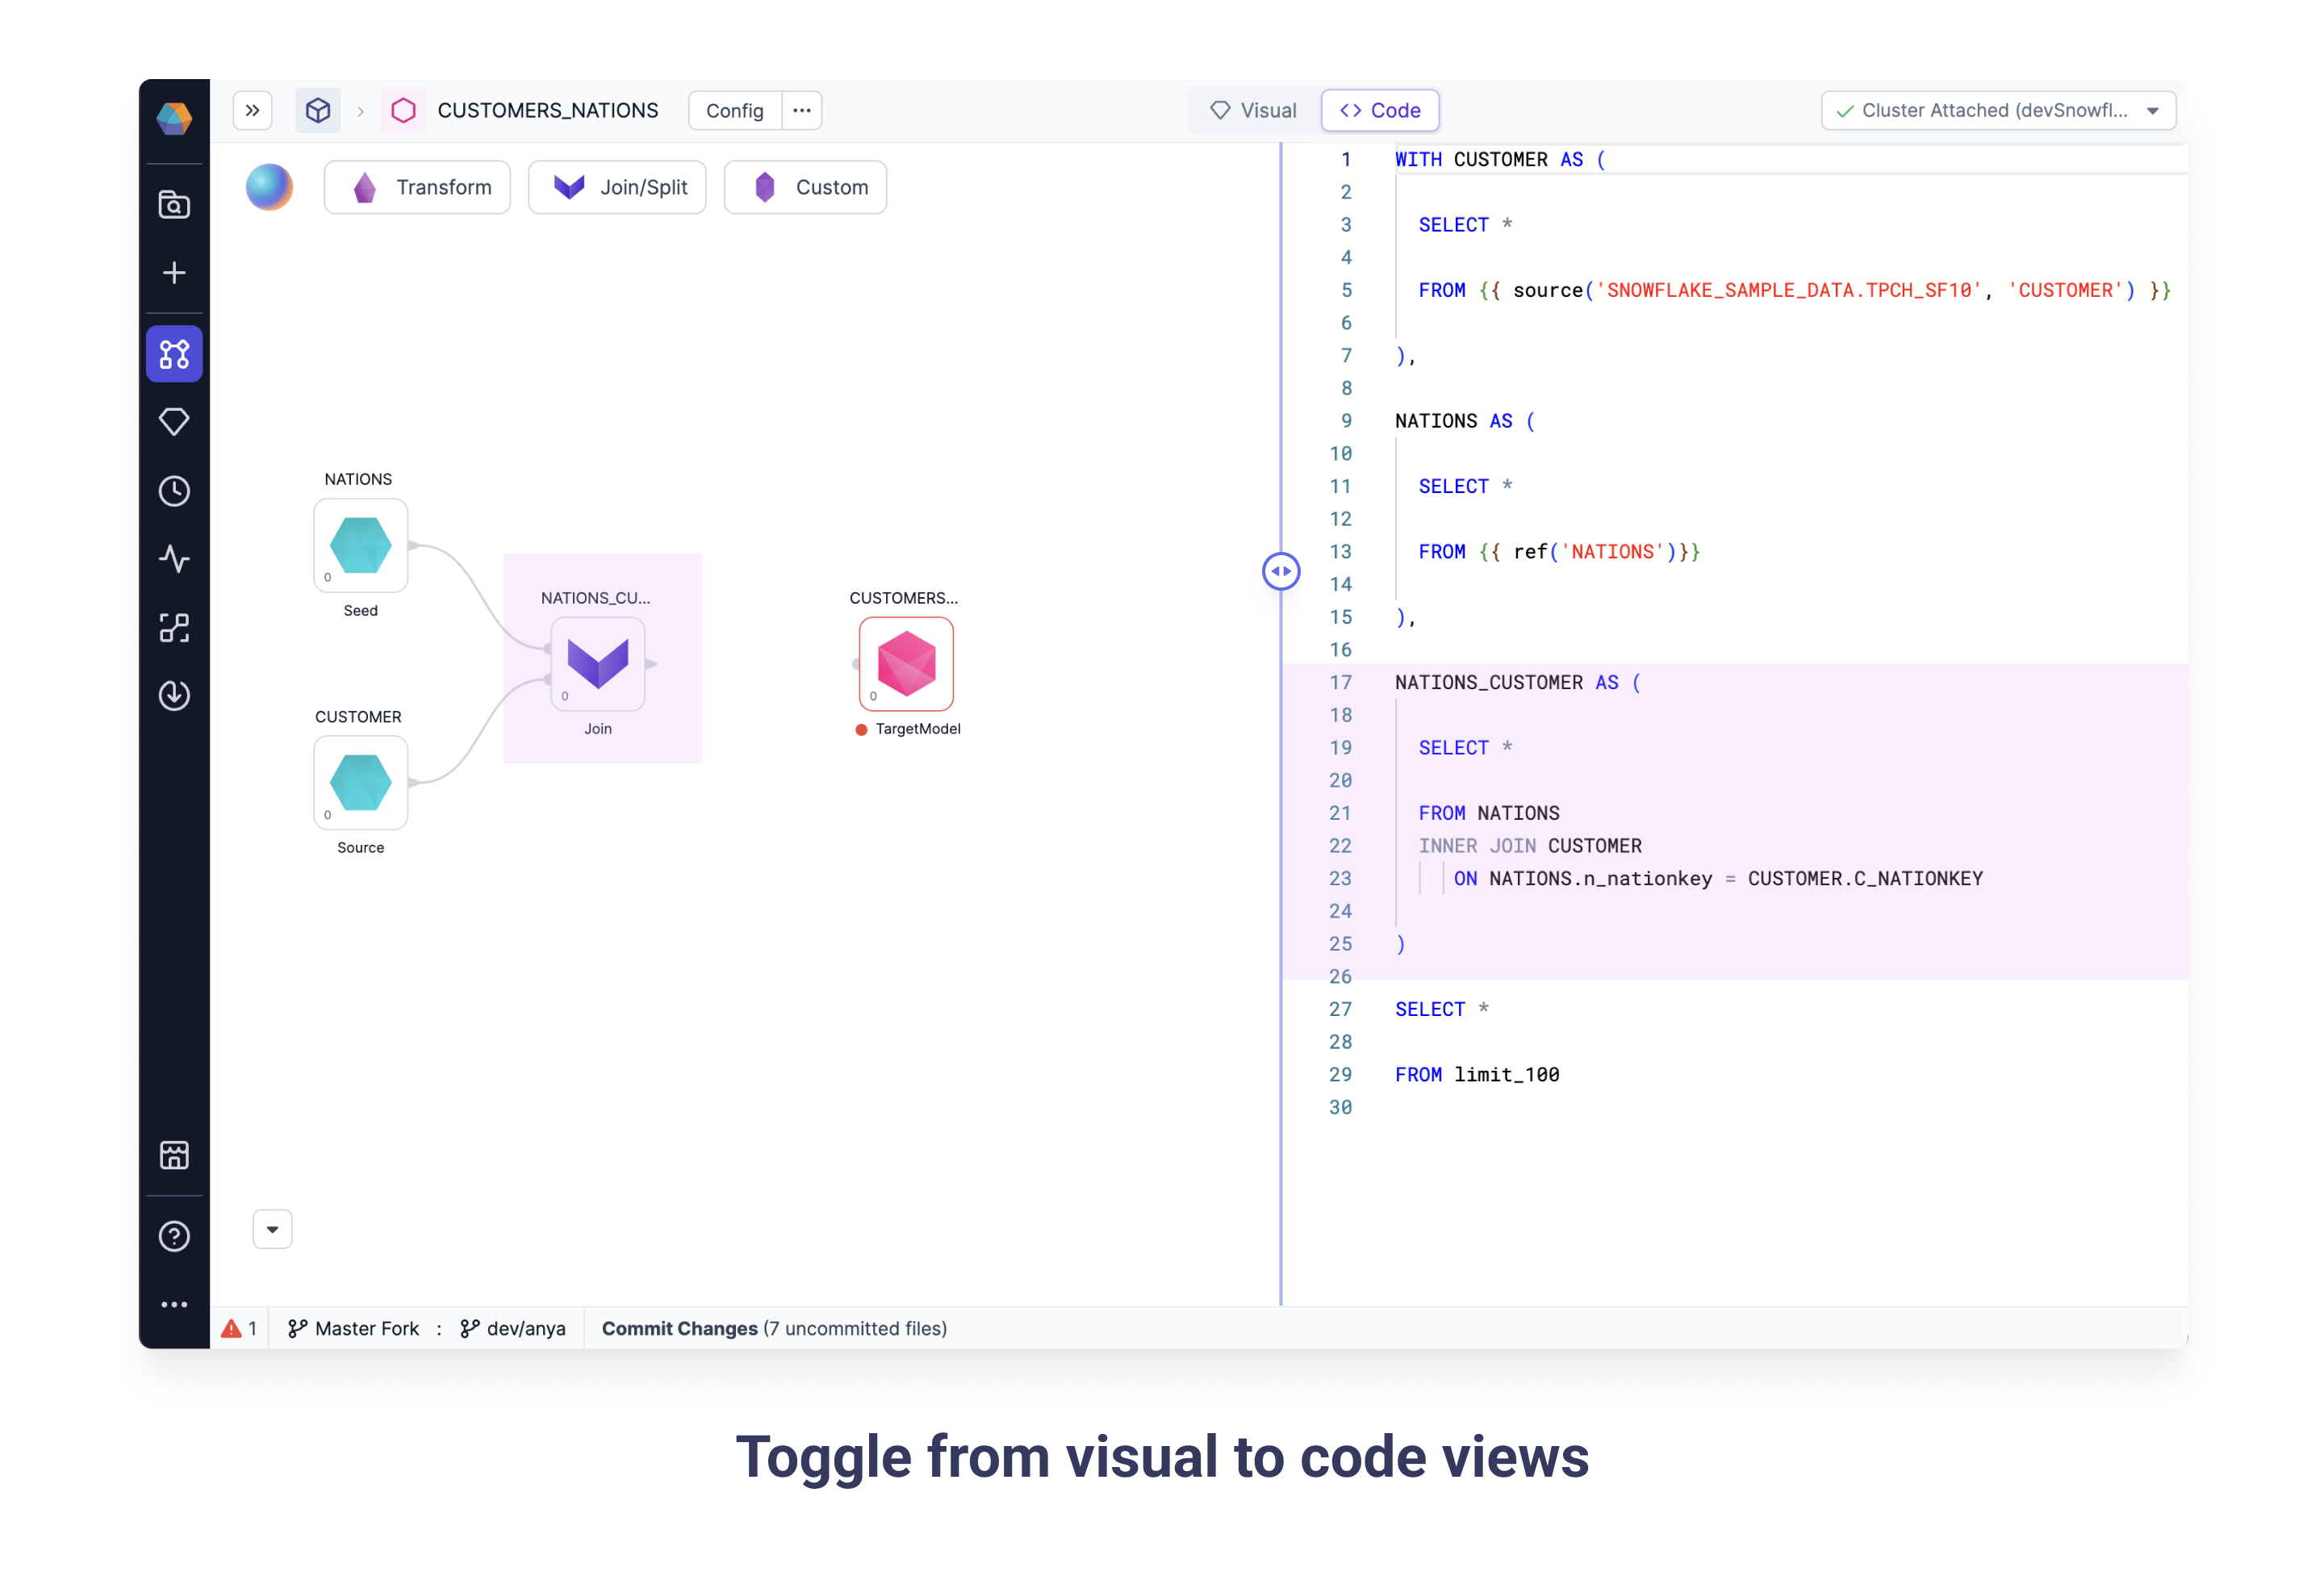 CUSTOMERS_NATIONS
Config
Visual
Code
Cluster Attached (devSnowfl...
Transform
Join/Split
Custom
NATIONS
0
Seed
CUSTOMER
0
Source
NATIONS_CU...
0
Join
CUSTOMERS...
0
TargetModel
1 WITH CUSTOMER AS (
2
3 SELECT *
4
5 FROM {{ source('SNOWFLAKE_SAMPLE_DATA.TPCH_SF10', 'CUSTOMER') }}
6
7 ),
8
9 NATIONS AS (
10
11 SELECT *
12
13 FROM {{ ref('NATIONS')}}
14
15 ),
16
17 NATIONS_CUSTOMER AS (
18
19 SELECT *
20
21 FROM NATIONS
22 INNER JOIN CUSTOMER
23 ON NATIONS.n_nationkey = CUSTOMER.C_NATIONKEY
24
25 )
26
27 SELECT *
28
29 FROM limit_100
30
1
Master Fork : dev/anya
Commit Changes (7 uncommitted files)
Toggle from visual to code views